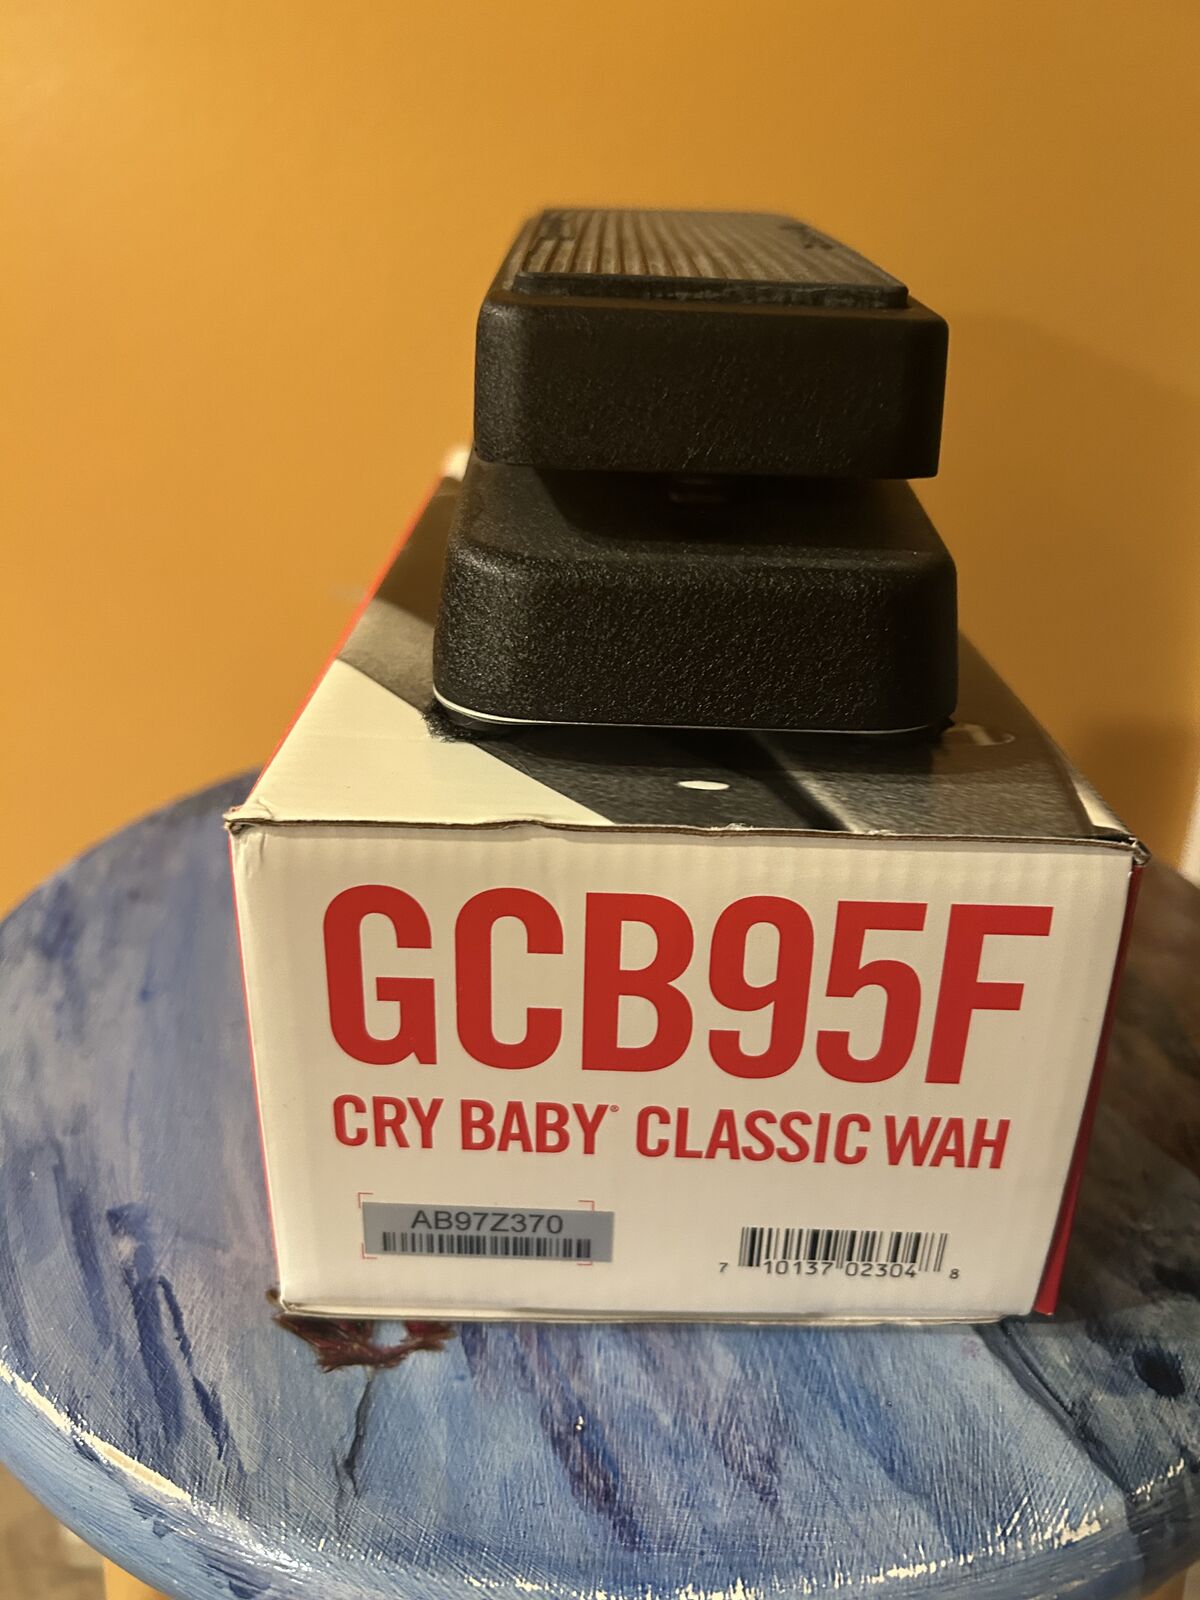 GCB95F
CRY BABY® CLASSIC WAH
AB97Z370
7 10137 02304 8